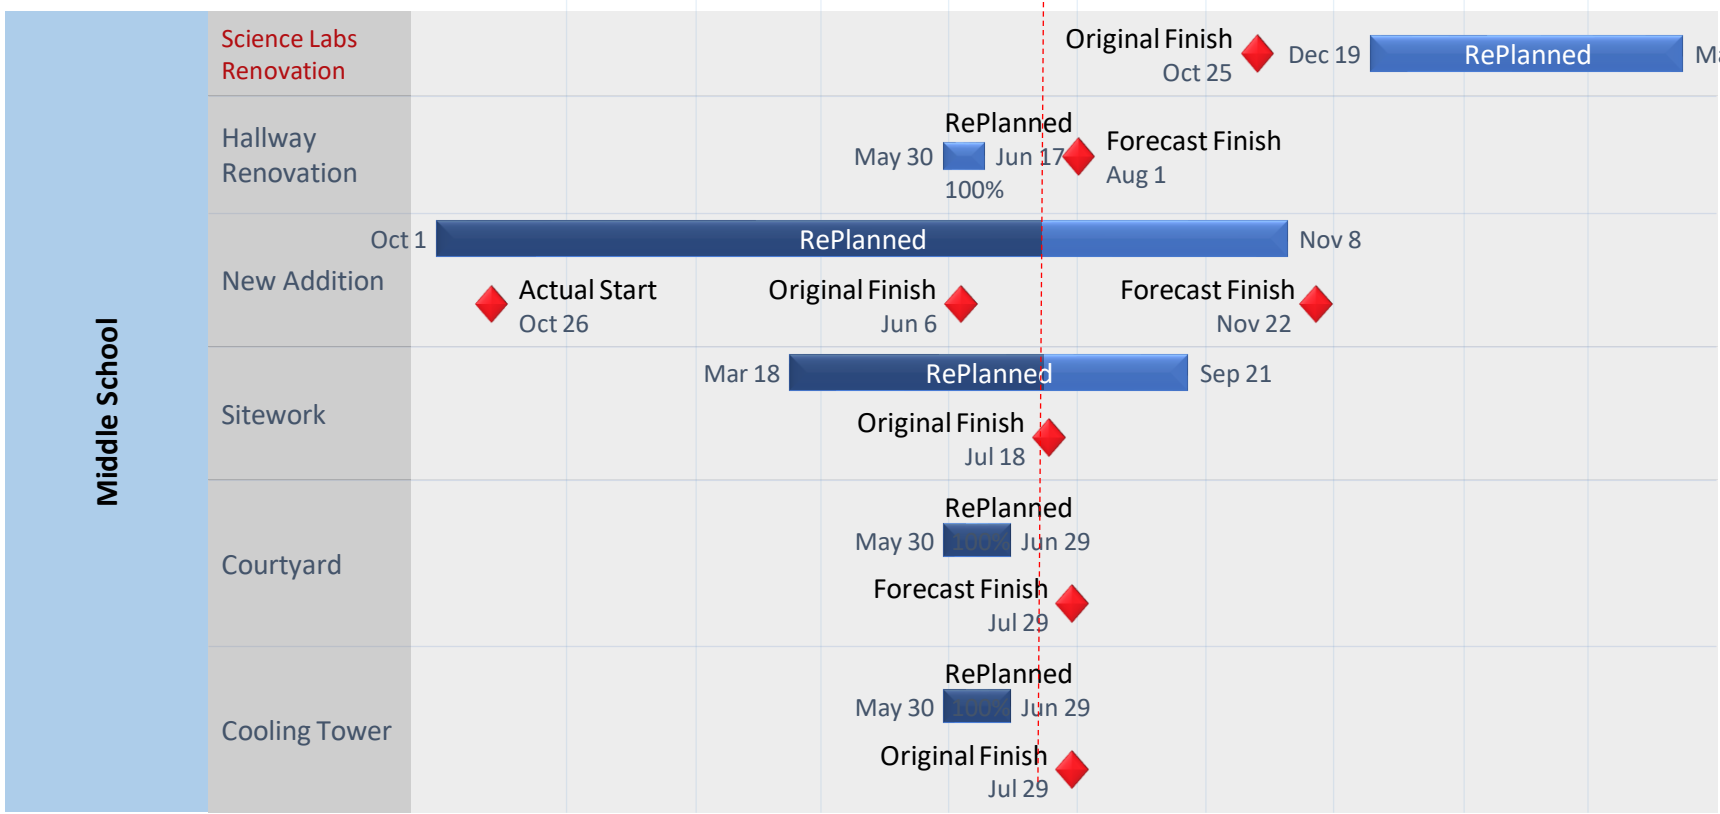 Middle School
Science Labs
Renovation
Original Finish
Oct 25
Dec 19
RePlanned
Hallway
Renovation
RePlanned
May 30
Jun 17
100%
Forecast Finish
Aug 1
New Addition
Oct 1
RePlanned
Nov 8
Actual Start
Oct 26
Original Finish
Jun 6
Forecast Finish
Nov 22
Sitework
Mar 18
RePlanned
Sep 21
Original Finish
Jul 18
Courtyard
RePlanned
May 30
100%
Jun 29
Forecast Finish
Jul 29
Cooling Tower
RePlanned
May 30
100%
Jun 29
Original Finish
Jul 29